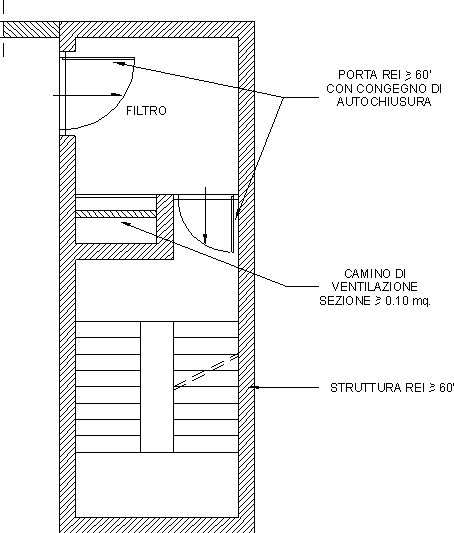 PORTA REI ≥ 60'
CON CONGEGNO DI
AUTOCHIUSURA
FILTRO
CAMINO DI
VENTILAZIONE
SEZIONE ≥ 0.10 mq.
STRUTTURA REI ≥ 60'